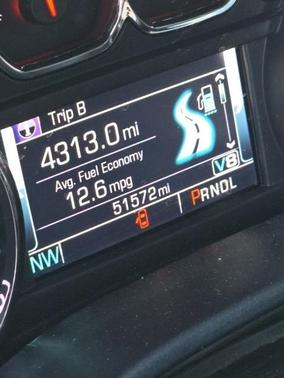 Trip B
4313.0 mi
Avg. Fuel Economy
12.6 mpg
V8
51572 mi
NW
PRNDL